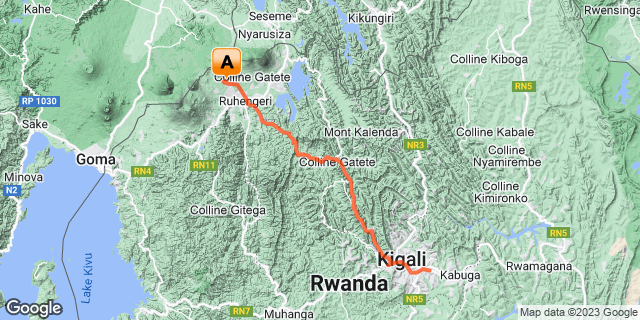 Kahe
Seseme
Kikungiri
Rwensinga
Nyarusiza
A
Colline Gatete
Colline Kiboga
RN5
RP 1030
Ruhengeri
Sake
Mont Kalenda
Colline Kabale
Goma
Colline Gatete
NR3
Colline
Nyamirembe
Minova
RN4
RN11
N2
Colline
Kimironko
Colline Gitega
RN5
Lake Kivu
Kigali
Rwamagana
Kabuga
Rwanda
Google
RN7
Muhanga
NR5
Map data ©2023 Google